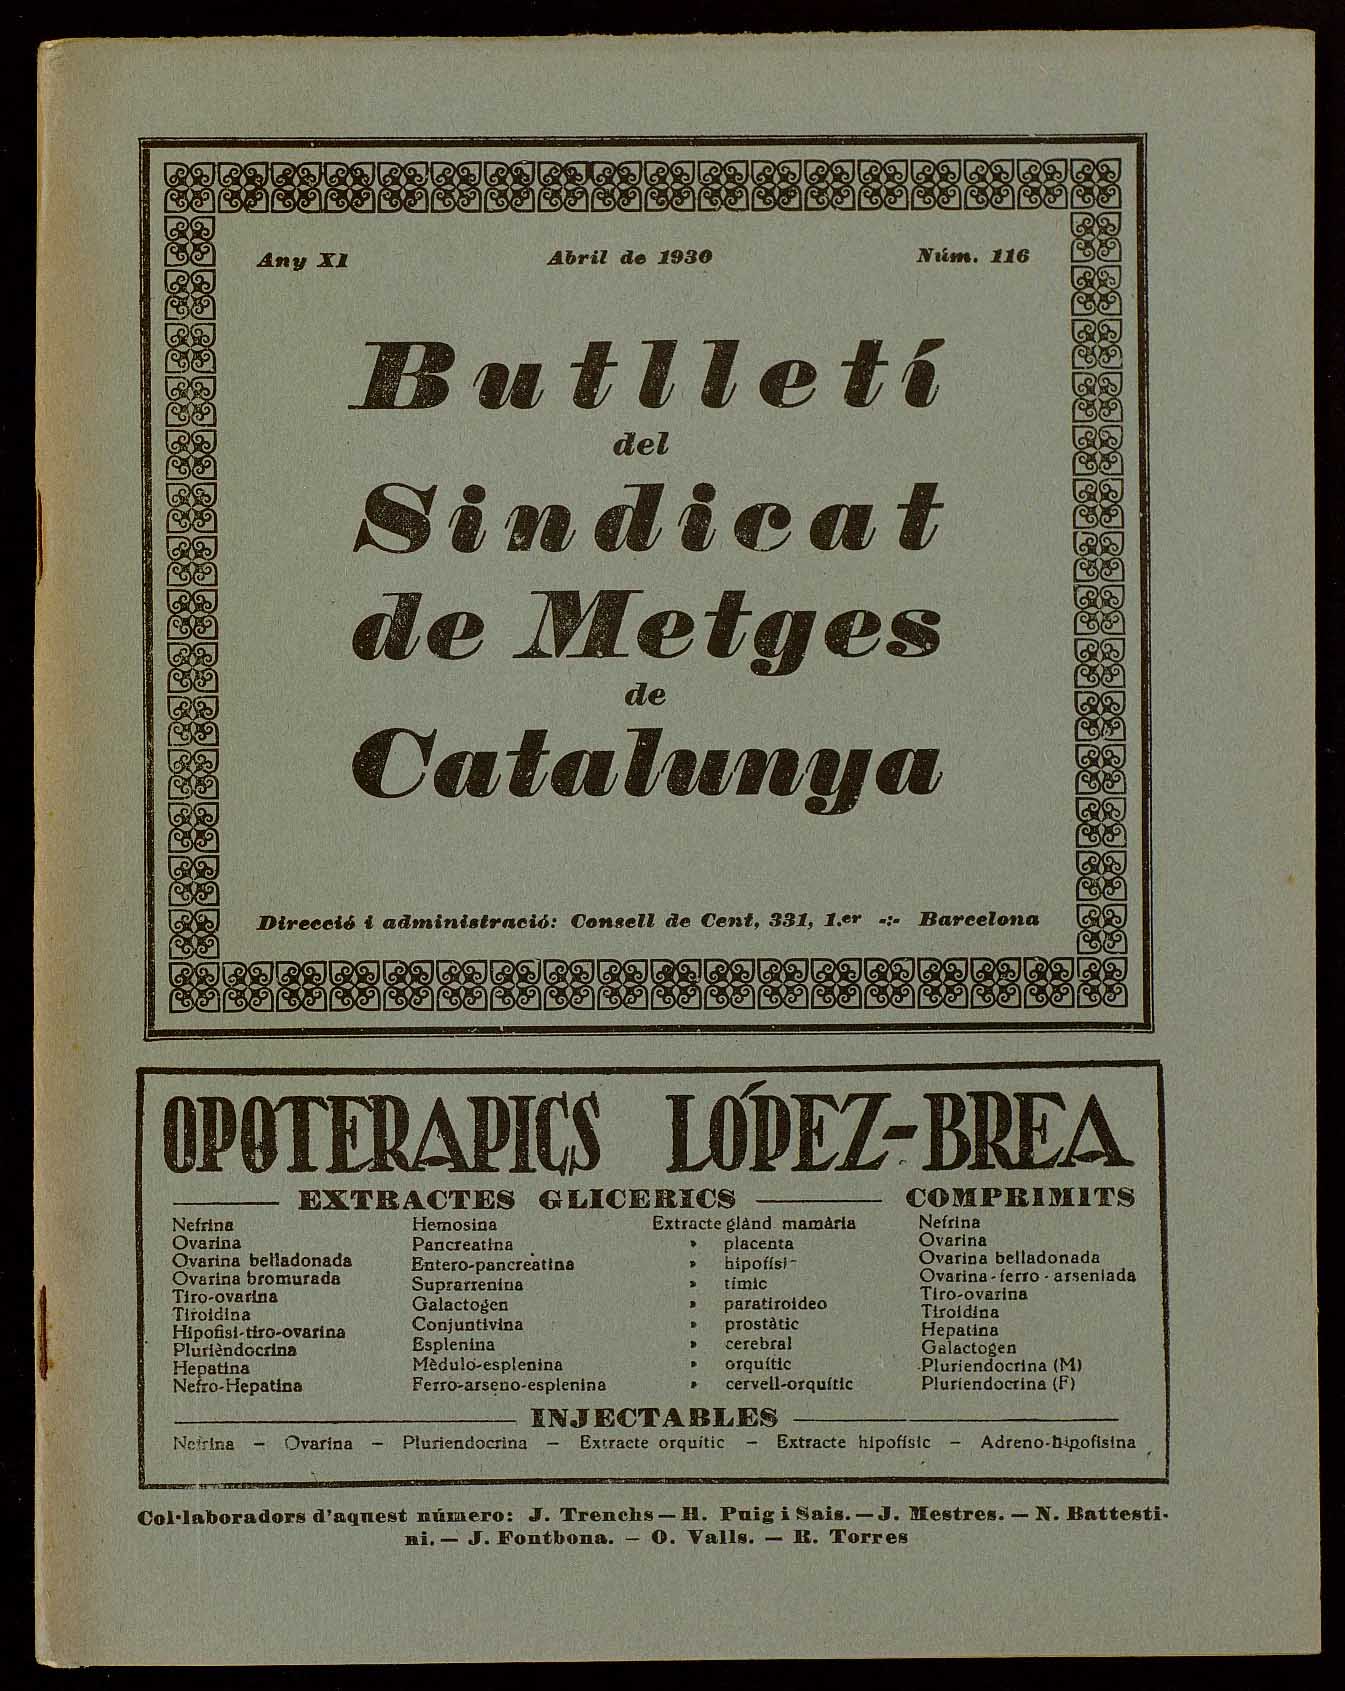 Any XI Abril de 1930 Núm. 116
Butlletí
del
Sindicat
de Metges
de
Catalunya
Direcció i administració: Consell de Cent, 331, 1.er -:- Barcelona
OPOTERAPICS LÓPEZ-BREA
EXTRACTES GLICERICS
Nefrina
Ovarina
Ovarina belladonada
Ovarina bromurada
Tiro-ovarina
Tiroidina
Hipofisi-tiro-ovarina
Plurièndocrina
Hepatina
Nefro-Hepatina
Hemosina
Pancreatina
Entero-pancreatina
Suprarrenina
Galactogen
Conjuntivina
Esplenina
Mèdulo-esplenina
Ferro-arseno-esplenina
Extracte glànd mamària
» placenta
» hipofísi
» tímic
» paratiroideo
» prostàtic
» cerebral
» orquític
» cervell-orquític
COMPRIMITS
Nefrina
Ovarina
Ovarina belladonada
Ovarina-ferro-arseniada
Tiro-ovarina
Tiroidina
Hepatina
Galactogen
Pluriendocrina (M)
Pluriendocrina (F)
INJECTABLES
Nefrina — Ovarina — Pluriendocrina — Extracte orquític — Extracte hipofísic — Adreno-hipofisina
Col·laboradors d'aquest número: J. Trenchs — H. Puig i Sais. — J. Mestres. — N. Battesti-
ni. — J. Fontbona. — O. Valls. — R. Torres